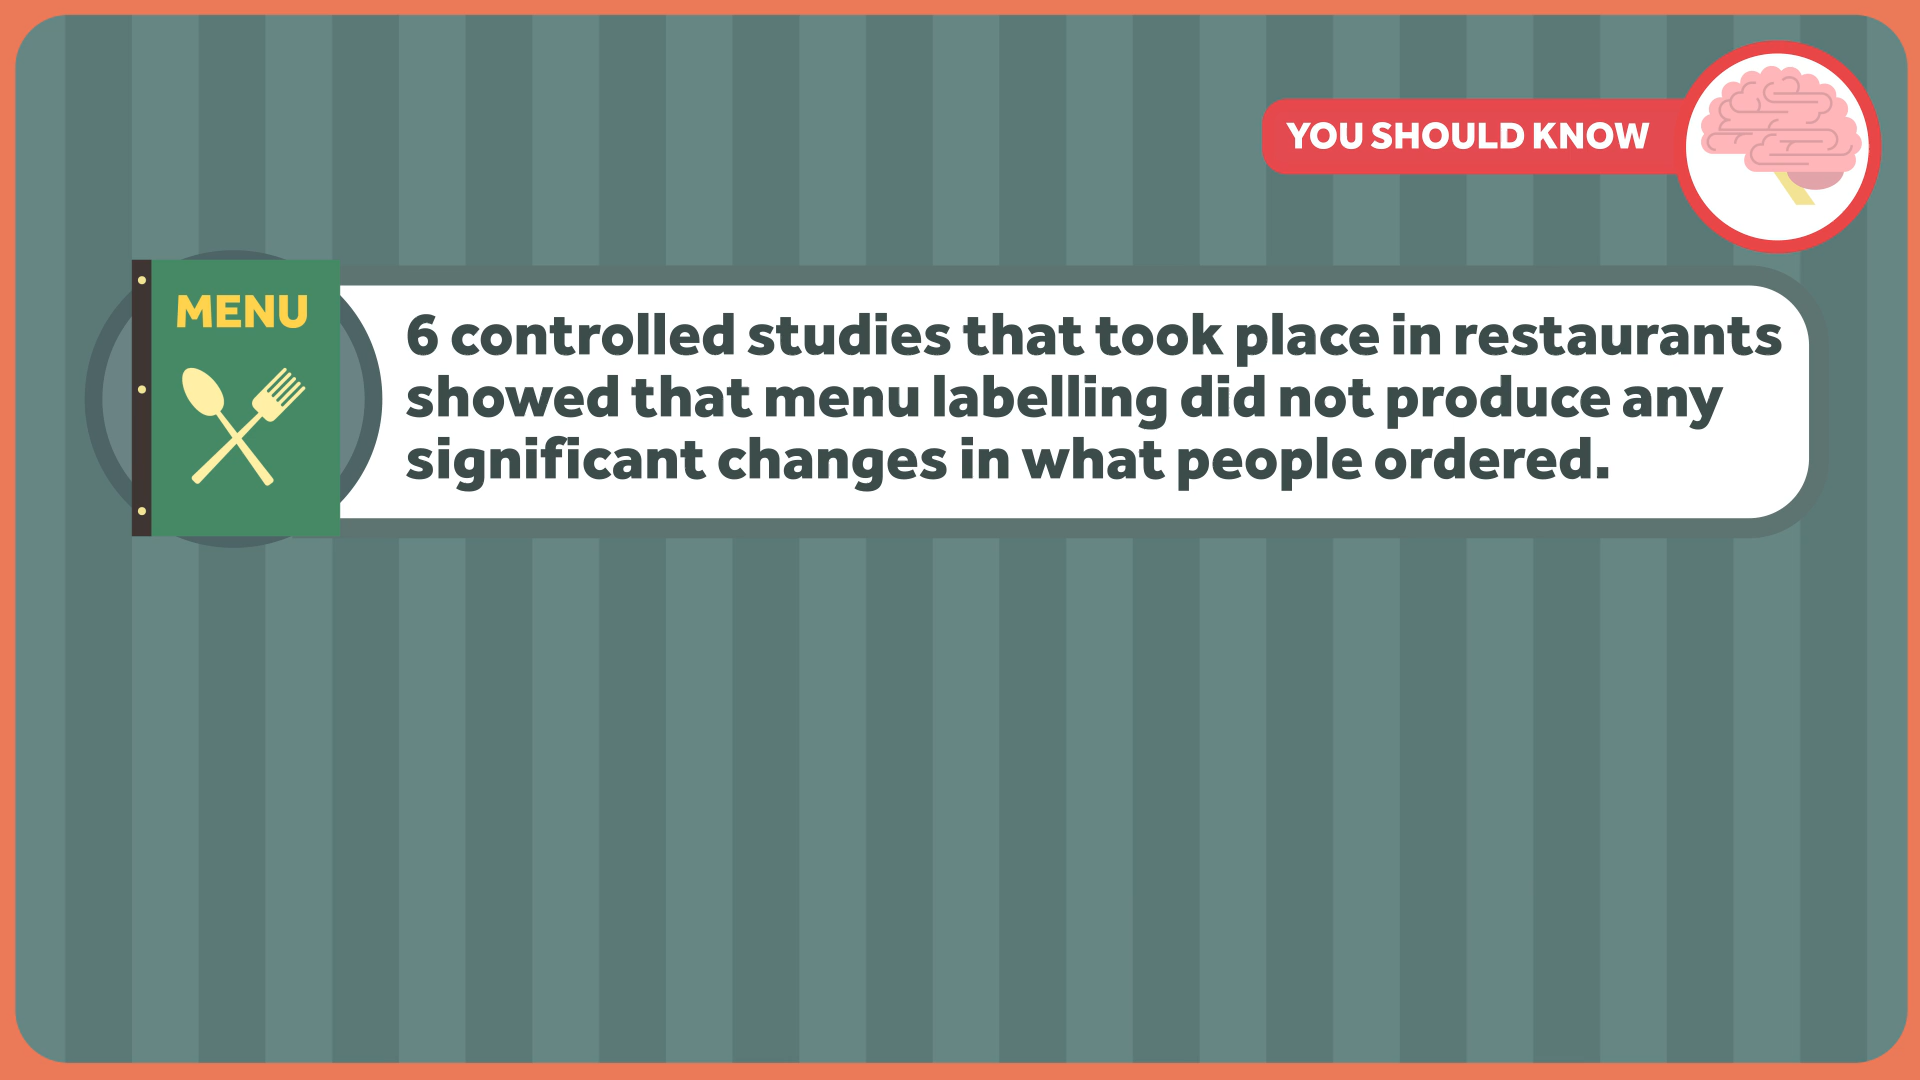 YOU SHOULD KNOW
MENU
6 controlled studies that took place in restaurants
showed that menu labelling did not produce any
significant changes in what people ordered.